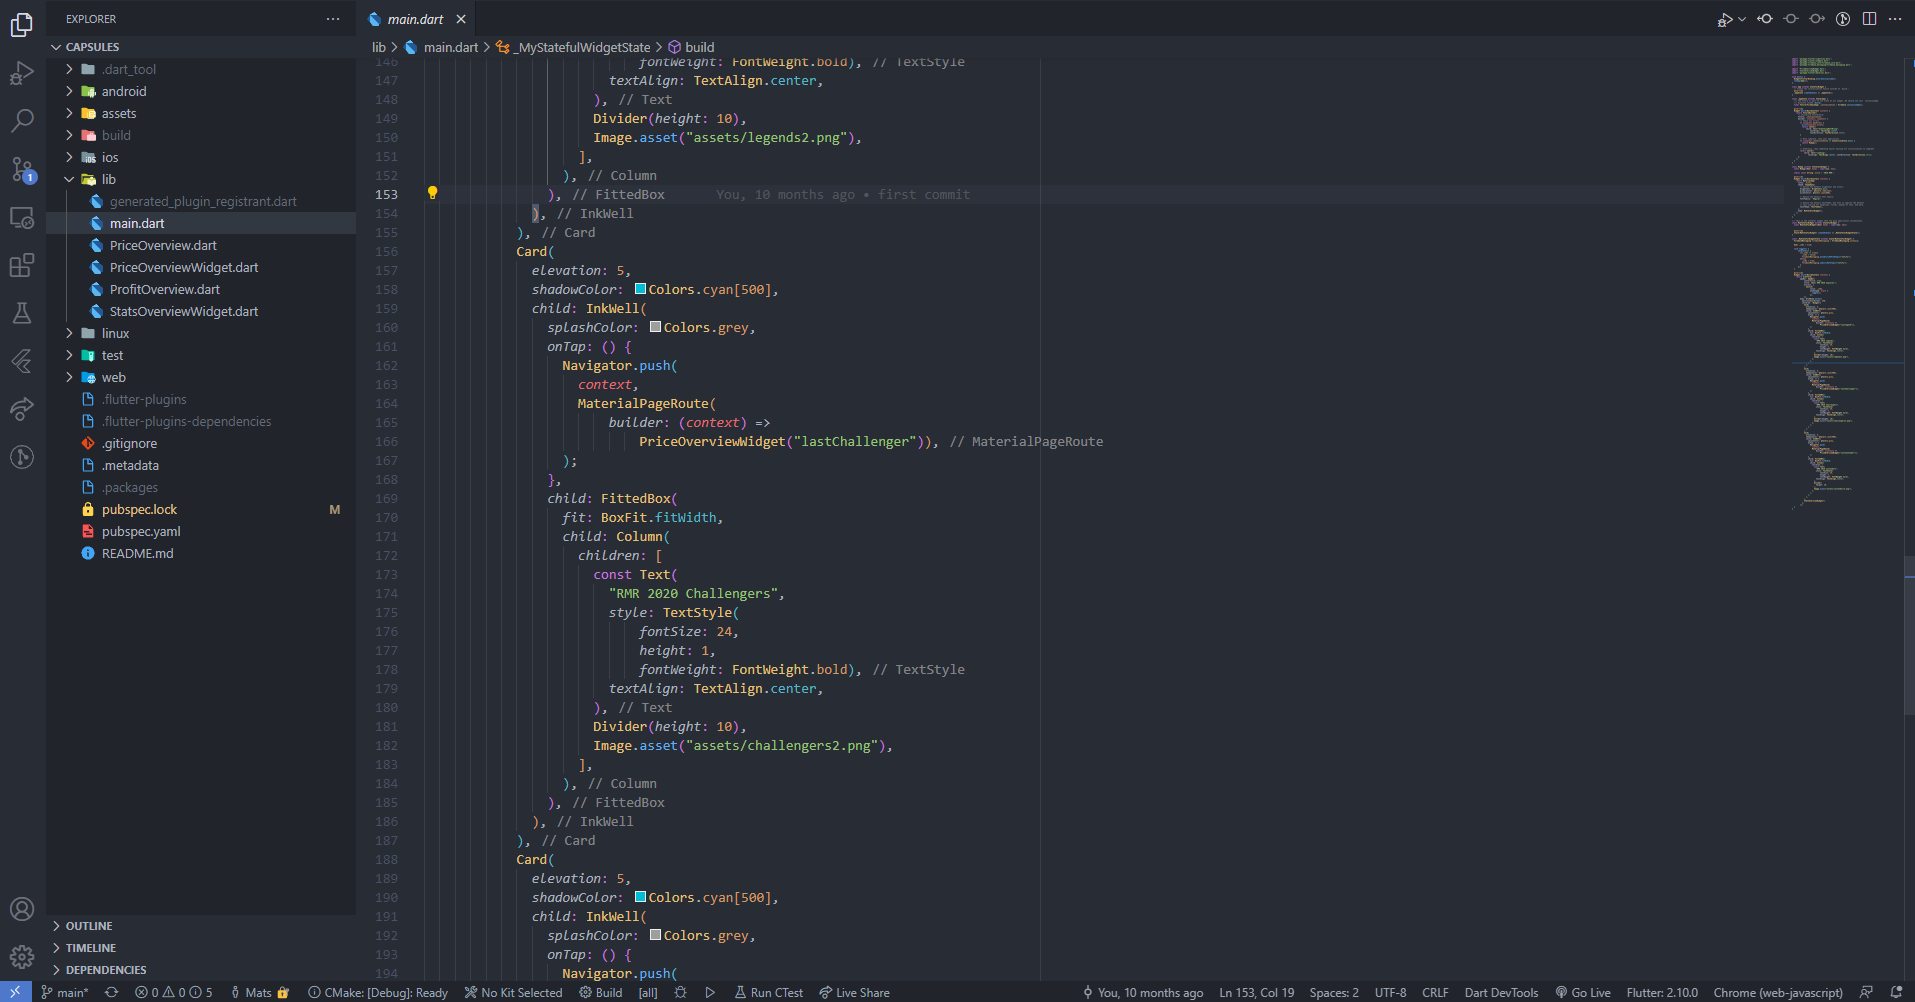 EXPLORER
main.dart
CAPSULES
lib
main.dart
_MyStatefulWidgetState
build
.dart_tool
android
assets
build
ios
lib
generated_plugin_registrant.dart
main.dart
PriceOverview.dart
PriceOverviewWidget.dart
ProfitOverview.dart
StatsOverviewWidget.dart
linux
test
web
.flutter-plugins
.flutter-plugins-dependencies
.gitignore
.metadata
.packages
pubspec.lock M
pubspec.yaml
README.md
OUTLINE
TIMELINE
DEPENDENCIES
146 fontWeight: FontWeight.bold), // TextStyle
147 textAlign: TextAlign.center,
148 ), // Text
149 Divider(height: 10),
150 Image.asset("assets/legends2.png"),
151 ],
152 ), // Column
153 ), // FittedBox You, 10 months ago • first commit
154 ), // InkWell
155 ), // Card
156 Card(
157 elevation: 5,
158 shadowColor: Colors.cyan[500],
159 child: InkWell(
160 splashColor: Colors.grey,
161 onTap: () {
162 Navigator.push(
163 context,
164 MaterialPageRoute(
165 builder: (context) =>
166 PriceOverviewWidget("lastChallenger")), // MaterialPageRoute
167 );
168 },
169 child: FittedBox(
170 fit: BoxFit.fitWidth,
171 child: Column(
172 children: [
173 const Text(
174 "RMR 2020 Challengers",
175 style: TextStyle(
176 fontSize: 24,
177 height: 1,
178 fontWeight: FontWeight.bold), // TextStyle
179 textAlign: TextAlign.center,
180 ), // Text
181 Divider(height: 10),
182 Image.asset("assets/challengers2.png"),
183 ],
184 ), // Column
185 ), // FittedBox
186 ), // InkWell
187 ), // Card
188 Card(
189 elevation: 5,
190 shadowColor: Colors.cyan[500],
191 child: InkWell(
192 splashColor: Colors.grey,
193 onTap: () {
194 Navigator.push(
1
main* 0 0 5 Mats CMake: [Debug]: Ready No Kit Selected Build [all] Run CTest Live Share You, 10 months ago Ln 153, Col 19 Spaces: 2 UTF-8 CRLF Dart DevTools Go Live Flutter: 2.10.0 Chrome (web-javascript)